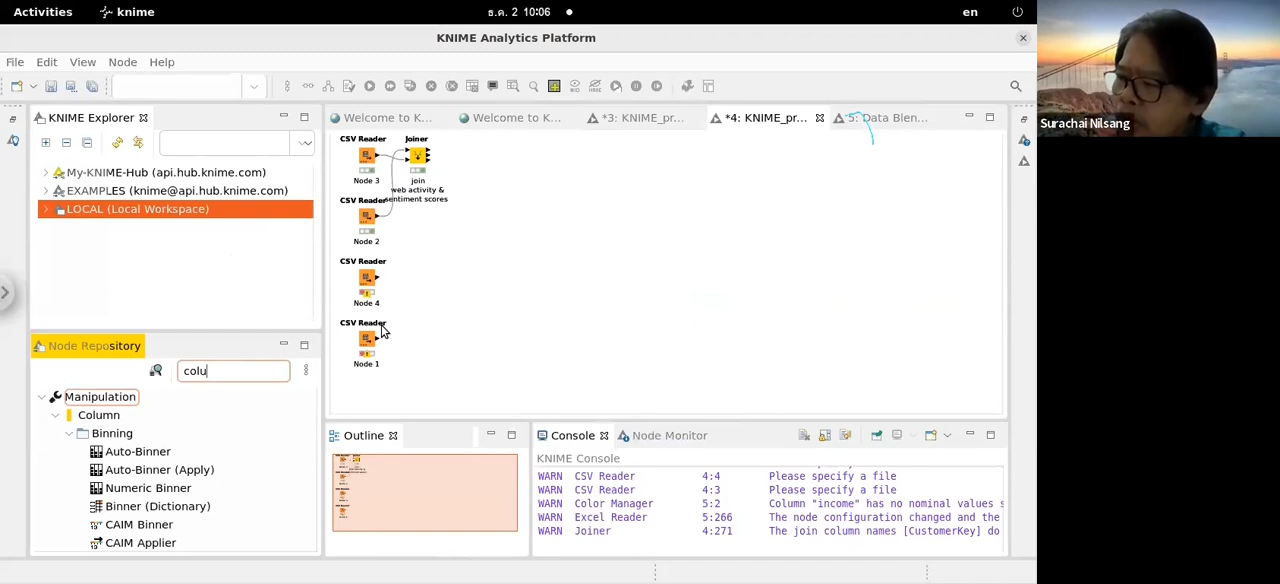 Activities knime ธ.ค. 2 10:06 en
KNIME Analytics Platform
File Edit View Node Help
KNIME Explorer
My-KNIME-Hub (api.hub.knime.com)
EXAMPLES (knime@api.hub.knime.com)
LOCAL (Local Workspace)
Node Repository
colu
Manipulation
Column
Binning
Auto-Binner
Auto-Binner (Apply)
Numeric Binner
Binner (Dictionary)
CAIM Binner
CAIM Applier
Welcome to K... Welcome to K... *3: KNIME_pr... *4: KNIME_pr... 5: Data Blen...
CSV Reader Joiner
Node 3 join
web activity &
sentiment scores
CSV Reader
Node 2
CSV Reader
Node 4
CSV Reader
Node 1
Outline
Console Node Monitor
KNIME Console
WARN CSV Reader 4:4 Please specify a file
WARN CSV Reader 4:3 Please specify a file
WARN Color Manager 5:2 Column "income" has no nominal values
WARN Excel Reader 5:266 The node configuration changed and the
WARN Joiner 4:271 The join column names [CustomerKey] do
Surachai Nilsang